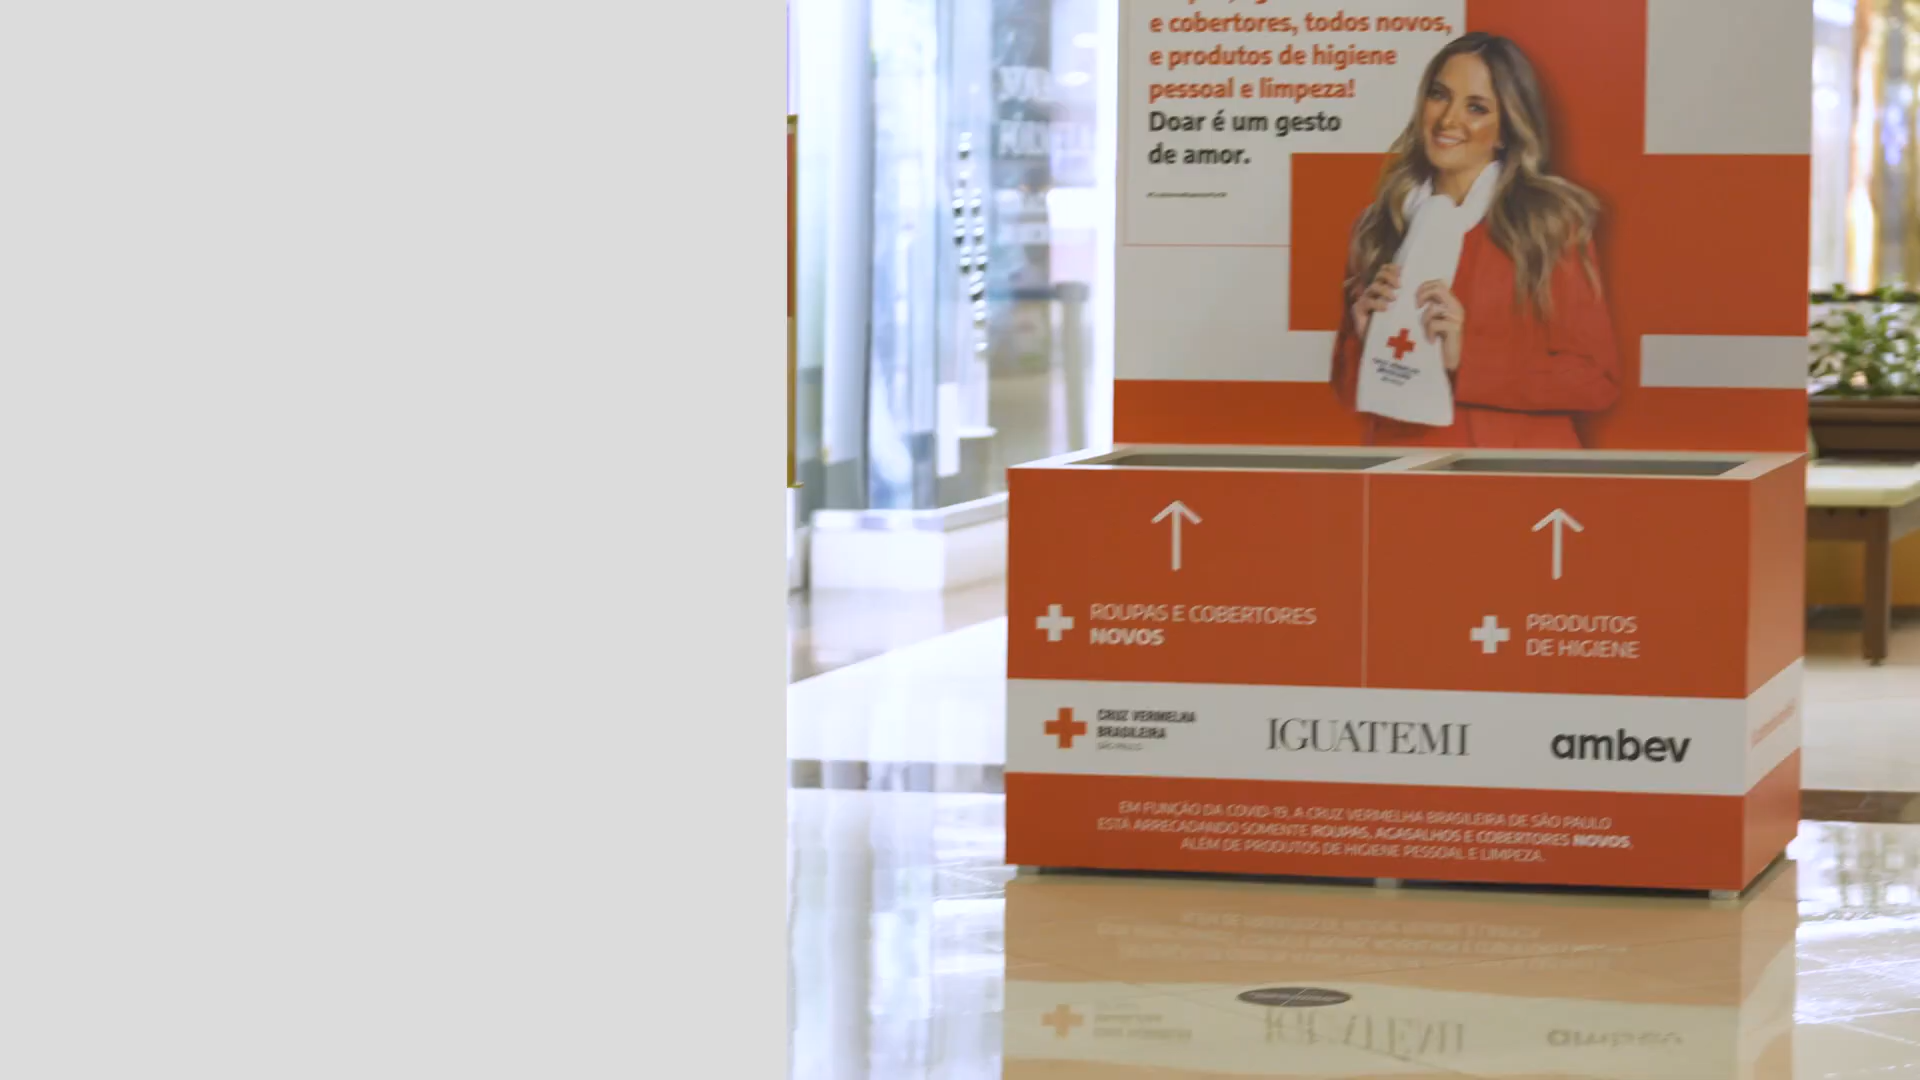 e cobertores, todos novos,
e produtos de higiene
pessoal e limpeza!
Doar é um gesto
de amor.
ROUPAS E COBERTORES
NOVOS
PRODUTOS
DE HIGIENE
CRUZ VERMELHA
BRASILEIRA
SÃO PAULO
IGUATEMI
ambev
EM FUNÇÃO DA COVID-19, A CRUZ VERMELHA BRASILEIRA DE SÃO PAULO
ESTÁ ARRECADANDO SOMENTE ROUPAS, AGASALHOS E COBERTORES NOVOS,
ALÉM DE PRODUTOS DE HIGIENE PESSOAL E LIMPEZA.